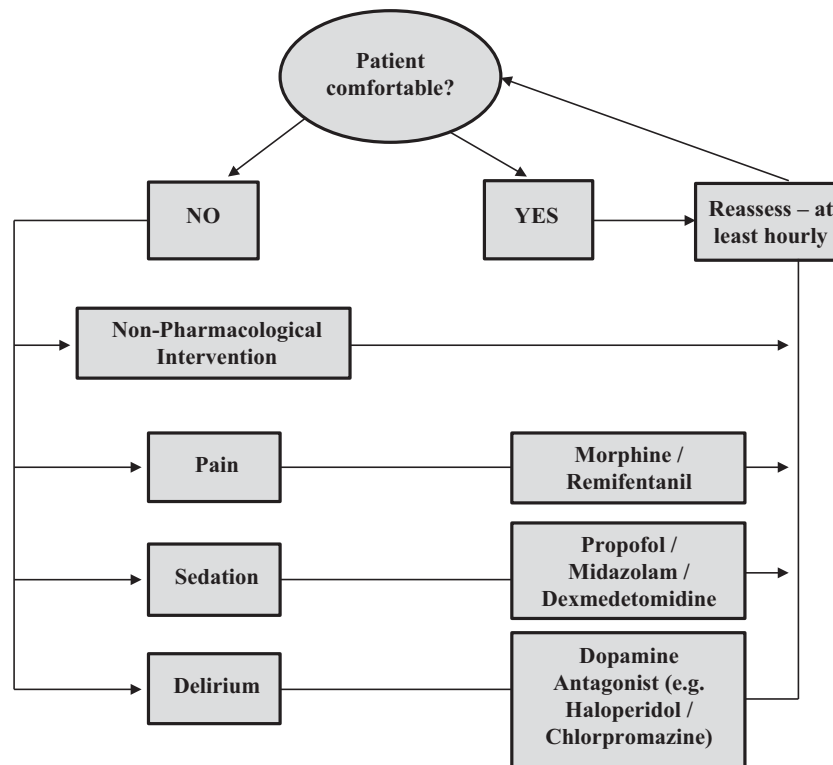 Patient
comfortable?
NO
YES
Reassess – at
least hourly
Non-Pharmacological
Intervention
Pain
Morphine /
Remifentanil
Sedation
Propofol /
Midazolam /
Dexmedetomidine
Delirium
Dopamine
Antagonist (e.g.
Haloperidol /
Chlorpromazine)